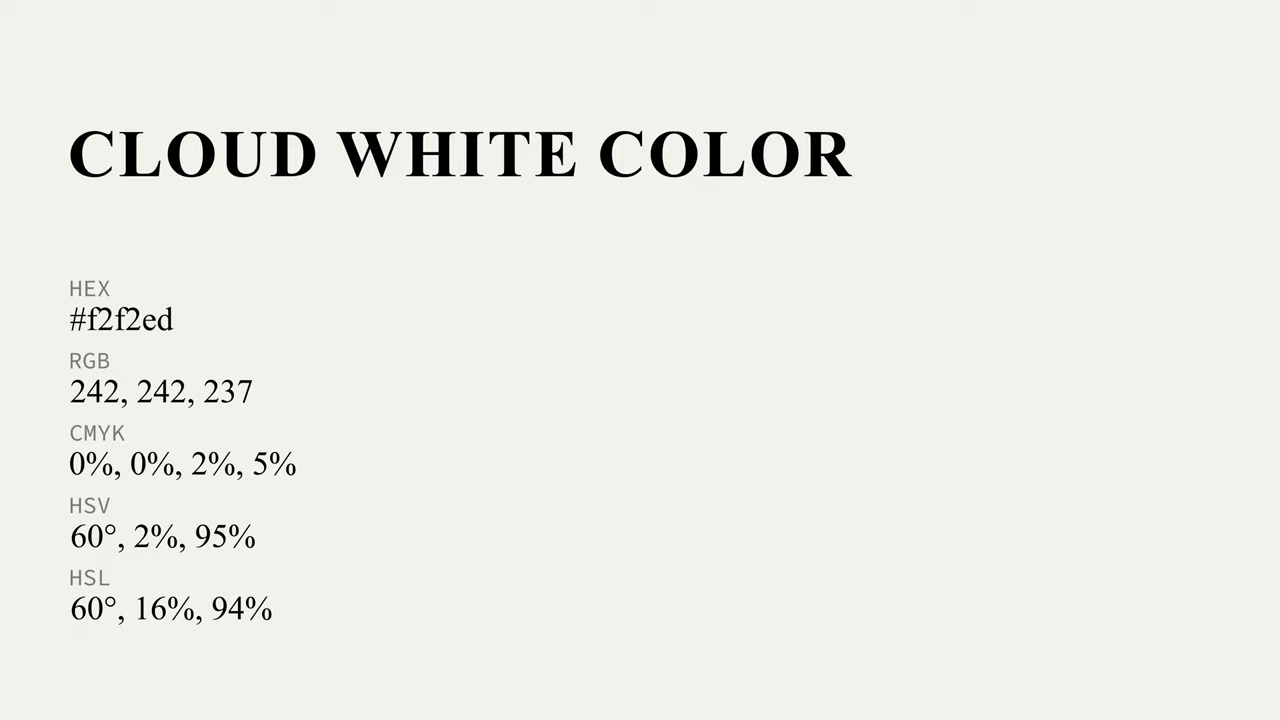 CLOUD WHITE COLOR
HEX
#f2f2ed
RGB
242, 242, 237
CMYK
0%, 0%, 2%, 5%
HSV
60°, 2%, 95%
HSL
60°, 16%, 94%